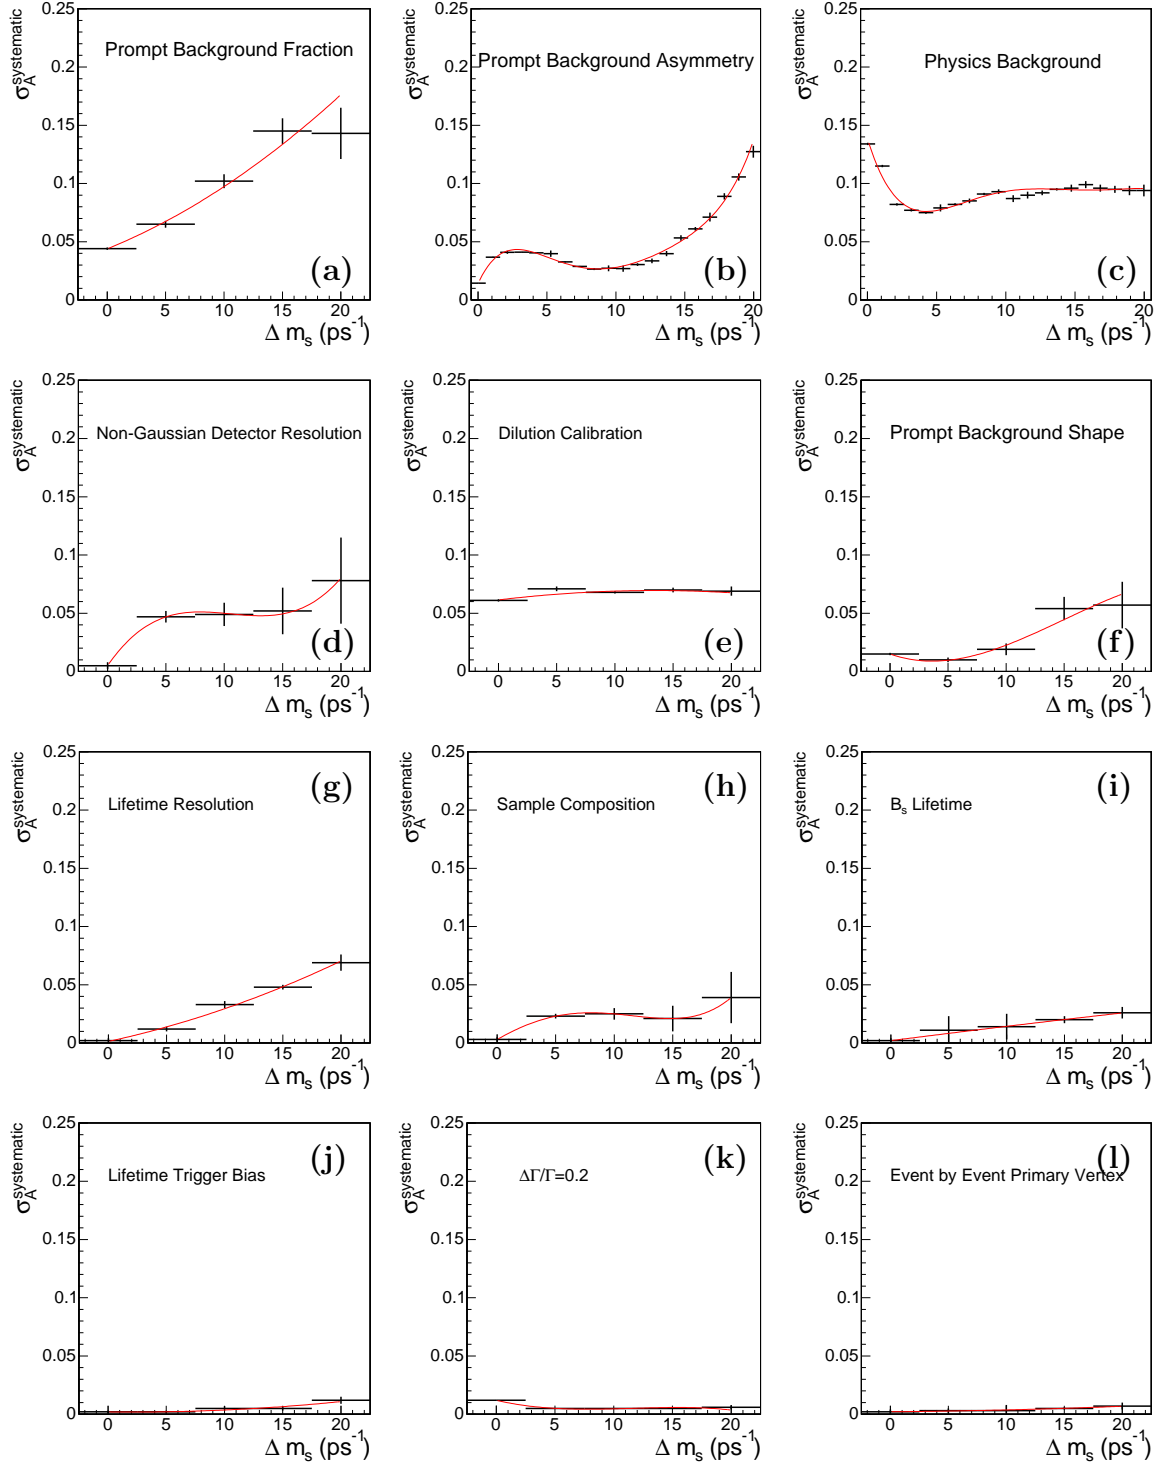 σ_A^systematic
0.25
0.2
0.15
0.1
0.05
0
Prompt Background Fraction
(a)
0 5 10 15 20
Δ m_s (ps^-1)
σ_A^systematic
0.25
0.2
0.15
0.1
0.05
0
Prompt Background Asymmetry
(b)
0 5 10 15 20
Δ m_s (ps^-1)
σ_A^systematic
0.25
0.2
0.15
0.1
0.05
0
Physics Background
(c)
0 5 10 15 20
Δ m_s (ps^-1)
σ_A^systematic
0.25
0.2
0.15
0.1
0.05
0
Non-Gaussian Detector Resolution
(d)
0 5 10 15 20
Δ m_s (ps^-1)
σ_A^systematic
0.25
0.2
0.15
0.1
0.05
0
Dilution Calibration
(e)
0 5 10 15 20
Δ m_s (ps^-1)
σ_A^systematic
0.25
0.2
0.15
0.1
0.05
0
Prompt Background Shape
(f)
0 5 10 15 20
Δ m_s (ps^-1)
σ_A^systematic
0.25
0.2
0.15
0.1
0.05
0
Lifetime Resolution
(g)
0 5 10 15 20
Δ m_s (ps^-1)
σ_A^systematic
0.25
0.2
0.15
0.1
0.05
0
Sample Composition
(h)
0 5 10 15 20
Δ m_s (ps^-1)
σ_A^systematic
0.25
0.2
0.15
0.1
0.05
0
B_s Lifetime
(i)
0 5 10 15 20
Δ m_s (ps^-1)
σ_A^systematic
0.25
0.2
0.15
0.1
0.05
0
Lifetime Trigger Bias
(j)
0 5 10 15 20
Δ m_s (ps^-1)
σ_A^systematic
0.25
0.2
0.15
0.1
0.05
0
ΔΓ/Γ=0.2
(k)
0 5 10 15 20
Δ m_s (ps^-1)
σ_A^systematic
0.25
0.2
0.15
0.1
0.05
0
Event by Event Primary Vertex
(l)
0 5 10 15 20
Δ m_s (ps^-1)